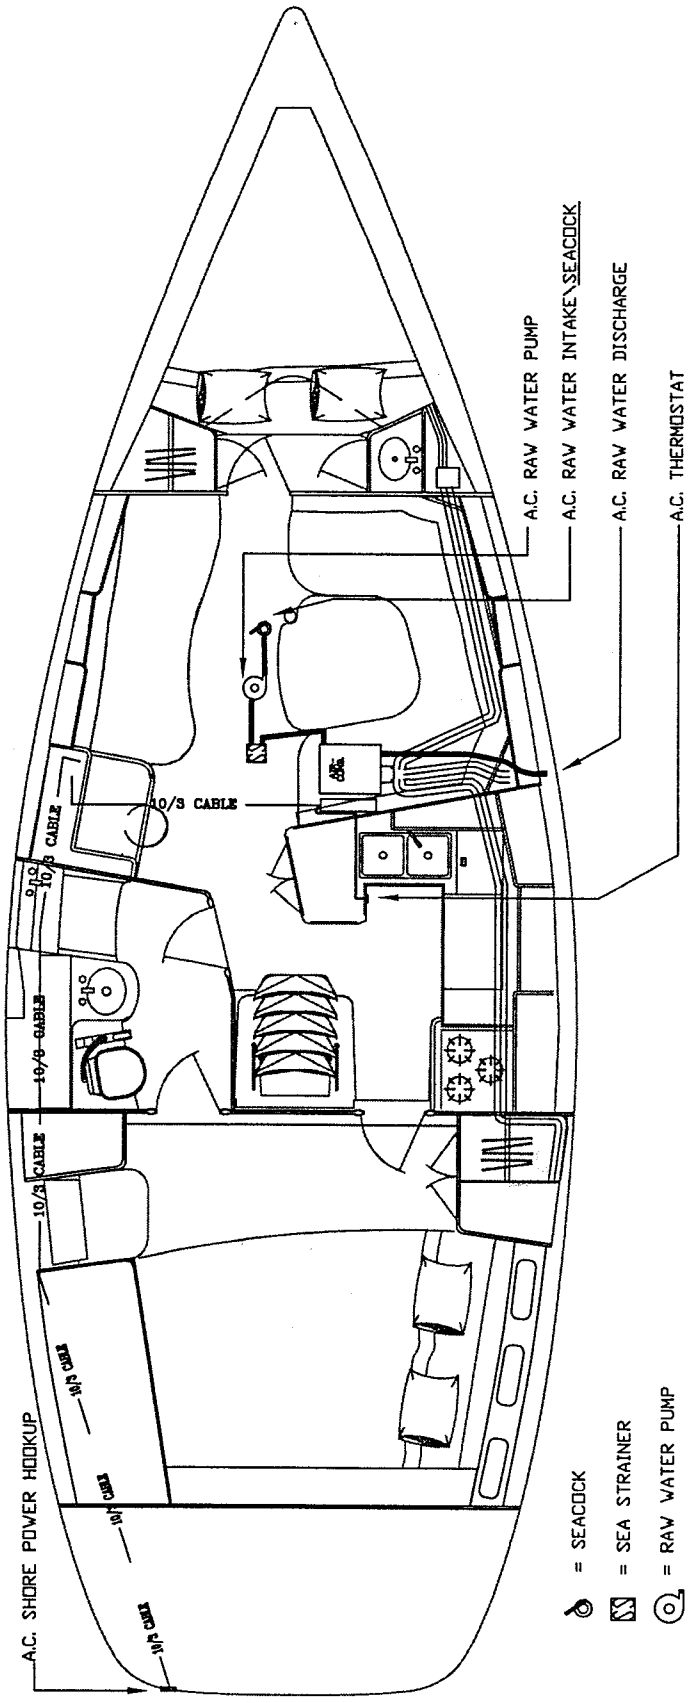 A.C. SHORE POWER HOOKUP
10/3 CABLE
10/3 CABLE
10/3 CABLE
10/3 CABLE
10/3 CABLE
10/3 CABLE
10/3 CABLE
A.C. RAW WATER PUMP
A.C. RAW WATER INTAKE\SEACOCK
A.C. RAW WATER DISCHARGE
A.C. THERMOSTAT
= SEACOCK
= SEA STRAINER
= RAW WATER PUMP